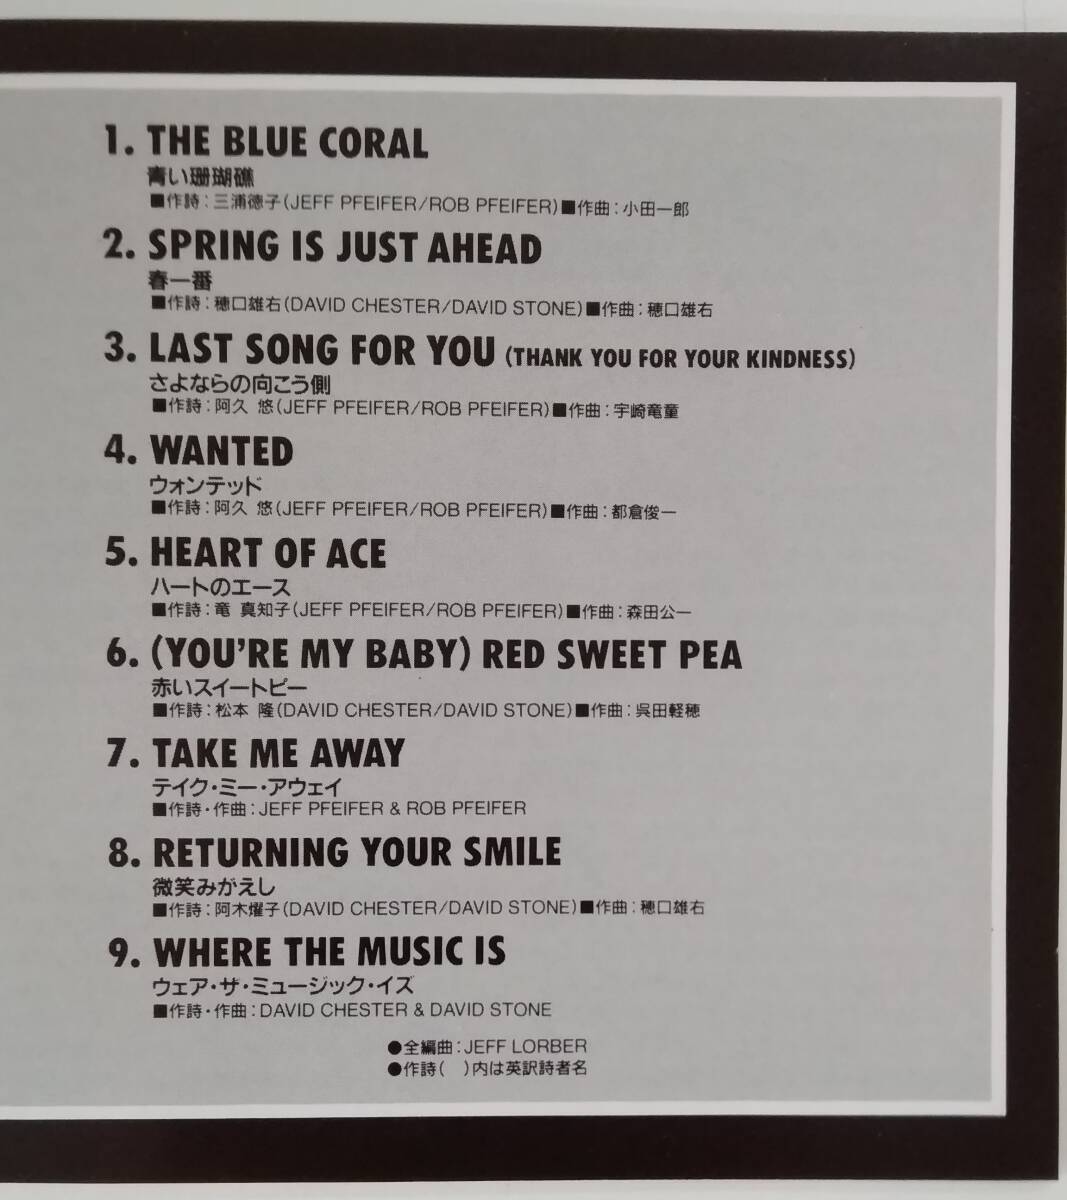 1. THE BLUE CORAL
青い珊瑚礁
■作詩:三浦徳子(JEFF PFEIFER/ROB PFEIFER)■作曲:小田一郎
2. SPRING IS JUST AHEAD
春一番
■作詩:穂口雄右(DAVID CHESTER/DAVID STONE)■作曲:穂口雄右
3. LAST SONG FOR YOU (THANK YOU FOR YOUR KINDNESS)
さよならの向こう側
■作詩:阿久 悠(JEFF PFEIFER/ROB PFEIFER)■作曲:宇崎竜童
4. WANTED
ウォンテッド
■作詩:阿久 悠(JEFF PFEIFER/ROB PFEIFER)■作曲:都倉俊一
5. HEART OF ACE
ハートのエース
■作詩:竜 真知子(JEFF PFEIFER/ROB PFEIFER)■作曲:森田公一
6. (YOU'RE MY BABY) RED SWEET PEA
赤いスイートピー
■作詩:松本 隆(DAVID CHESTER/DAVID STONE)■作曲:呉田軽穂
7. TAKE ME AWAY
テイク・ミー・アウェイ
■作詩・作曲:JEFF PFEIFER & ROB PFEIFER
8. RETURNING YOUR SMILE
微笑みがえし
■作詩:阿木燿子(DAVID CHESTER/DAVID STONE)■作曲:穂口雄右
9. WHERE THE MUSIC IS
ウェア・ザ・ミュージック・イズ
■作詩・作曲:DAVID CHESTER & DAVID STONE
●全編曲:JEFF LORBER
●作詩( )内は英訳詩者名